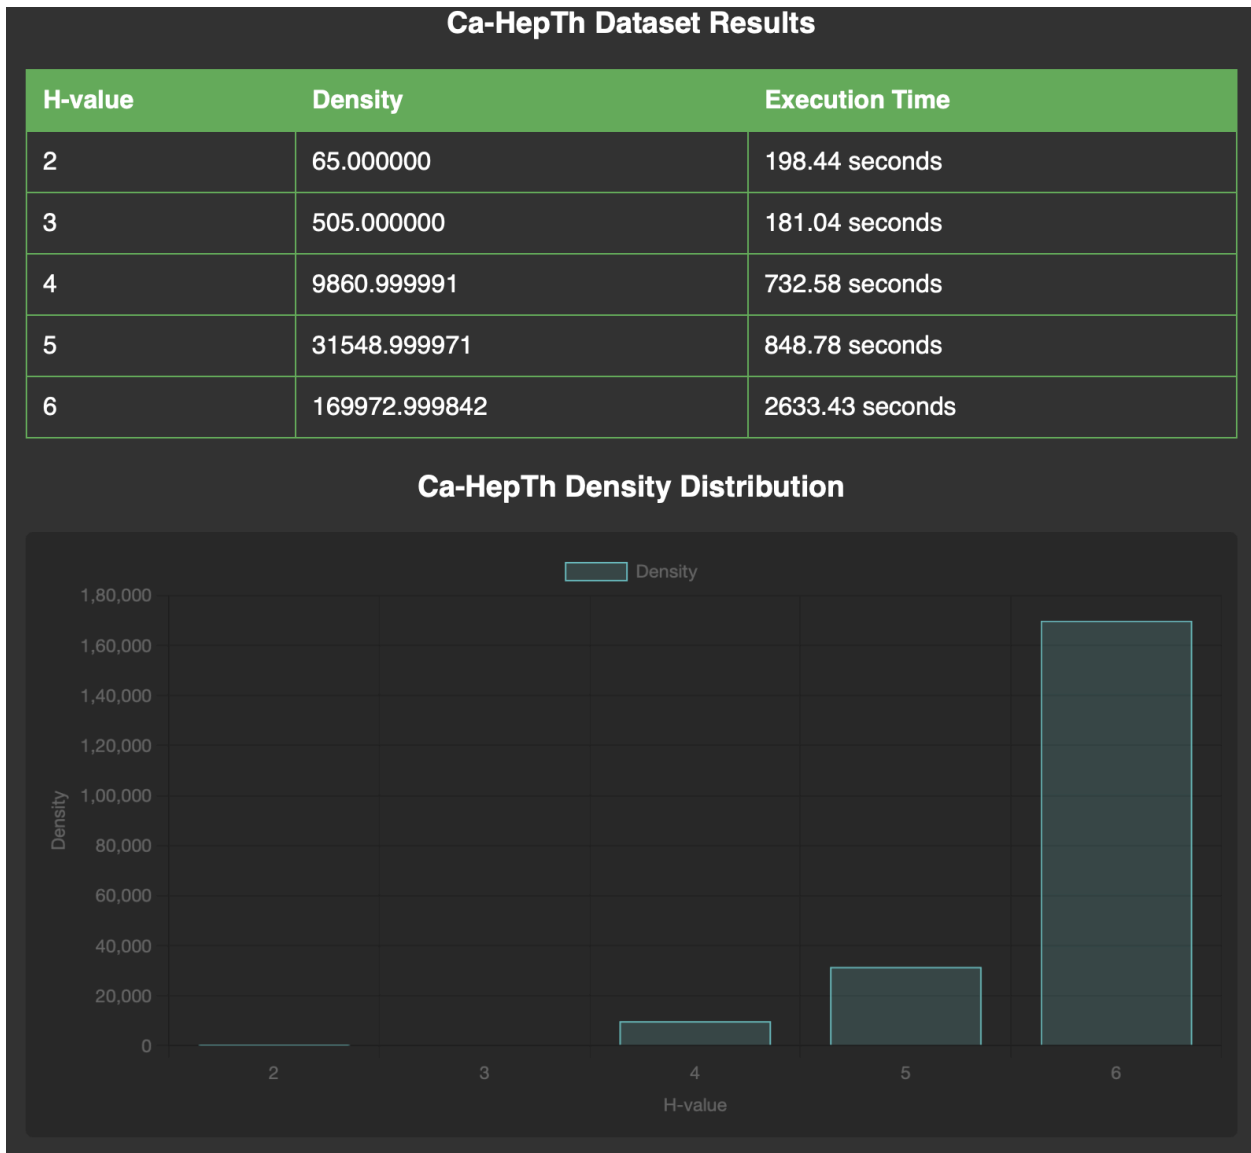 Ca-HepTh Dataset Results
H-value Density Execution Time
2 65.000000 198.44 seconds
3 505.000000 181.04 seconds
4 9860.999991 732.58 seconds
5 31548.999971 848.78 seconds
6 169972.999842 2633.43 seconds
Ca-HepTh Density Distribution
Density
1,80,000
1,60,000
1,40,000
1,20,000
1,00,000
80,000
60,000
40,000
20,000
0
Density
2 3 4 5 6
H-value